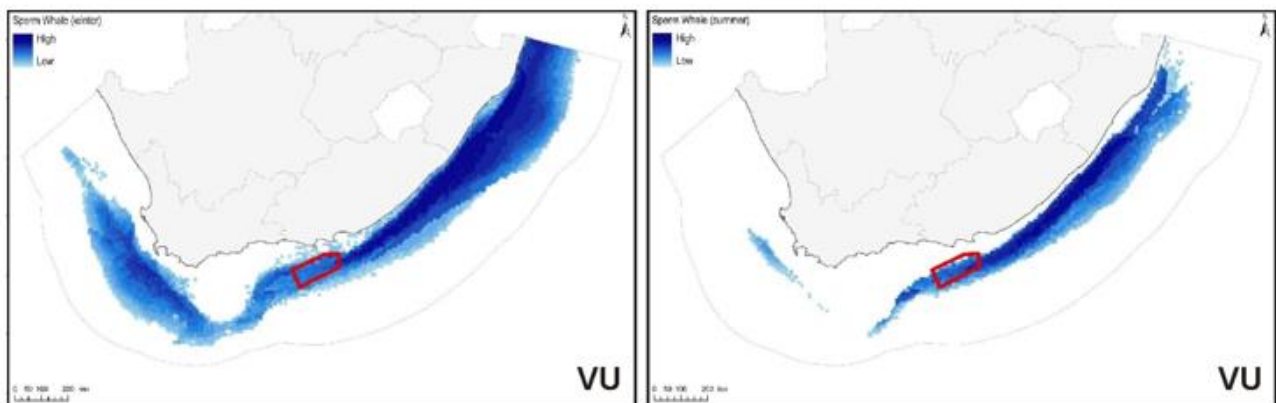 Sperm Whale (winter)
High
Low
VU
Sperm Whale (summer)
High
Low
VU